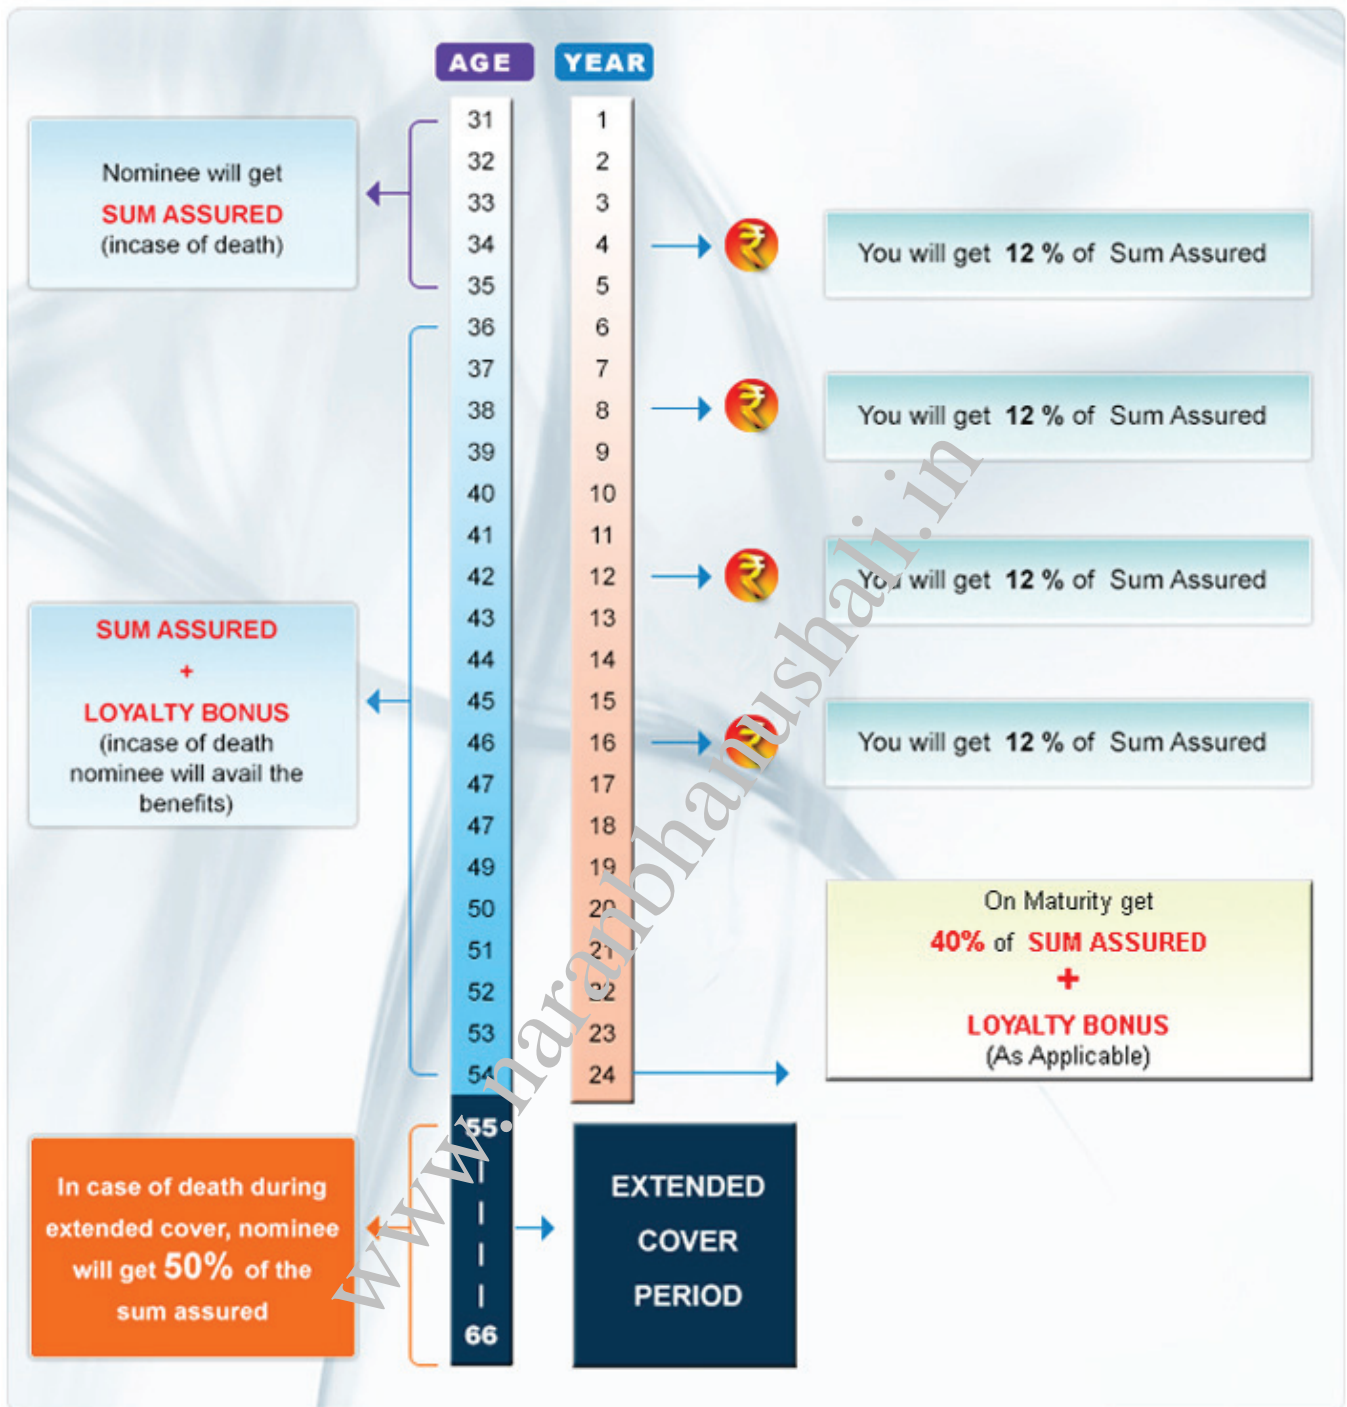 AGE YEAR
31 1
32 2
33 3
34 4
35 5
36 6
37 7
38 8
39 9
40 10
41 11
42 12
43 13
44 14
45 15
46 16
47 17
47 18
49 19
50 20
51 21
52 22
53 23
54 24
55
66
Nominee will get
SUM ASSURED
(incase of death)
SUM ASSURED
+
LOYALTY BONUS
(incase of death
nominee will avail the
benefits)
In case of death during
extended cover, nominee
will get 50% of the
sum assured
₹
You will get 12 % of Sum Assured
₹
You will get 12 % of Sum Assured
₹
You will get 12 % of Sum Assured
₹
You will get 12 % of Sum Assured
On Maturity get
40% of SUM ASSURED
+
LOYALTY BONUS
(As Applicable)
EXTENDED
COVER
PERIOD
www.naranbhanushali.in